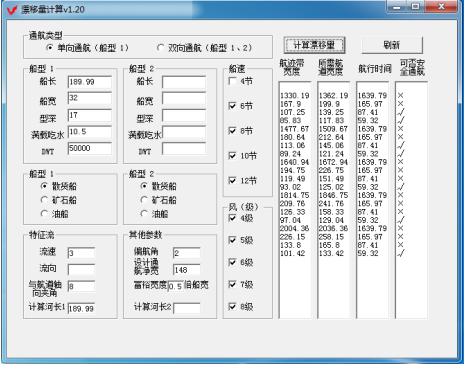 漂移量计算v1.20
通航类型
单向通航（船型 1）
双向通航（船型 1、2）
计算漂移量
刷新
船型 1
船长 189.99
船宽 32
型深 17
满载吃水 10.5
DWT 50000
船型 2
船长
船宽
型深
满载吃水
DWT
船速
4节
6节
8节
10节
12节
船型 1
散货船
矿石船
油船
船型 2
散货船
矿石船
油船
风（级）
4级
5级
6级
7级
8级
特征流
流速 3
流向
与航道轴向夹角 8
计算河长1 189.99
其他参数
偏航角 2
设计通航净宽 148
富裕宽度 0.5 倍船宽
计算河长2
航迹带宽度 所需航道宽度 航行时间 可否安全通航
1330.19 1362.19 1639.79 ×
167.9 199.9 165.97 ×
107.25 139.25 87.41 √
85.83 117.83 59.32 √
1477.67 1509.67 1639.79 ×
180.64 212.64 165.97 ×
113.06 145.06 87.41 √
89.24 121.24 59.32 √
1640.94 1672.94 1639.79 ×
194.75 226.75 165.97 ×
119.49 151.49 87.41 ×
93.02 125.02 59.32 √
1814.75 1846.75 1639.79 ×
209.76 241.76 165.97 ×
126.33 158.33 87.41 ×
97.04 129.04 59.32 √
2004.36 2036.36 1639.79 ×
226.15 258.15 165.97 ×
133.8 165.8 87.41 ×
101.42 133.42 59.32 √